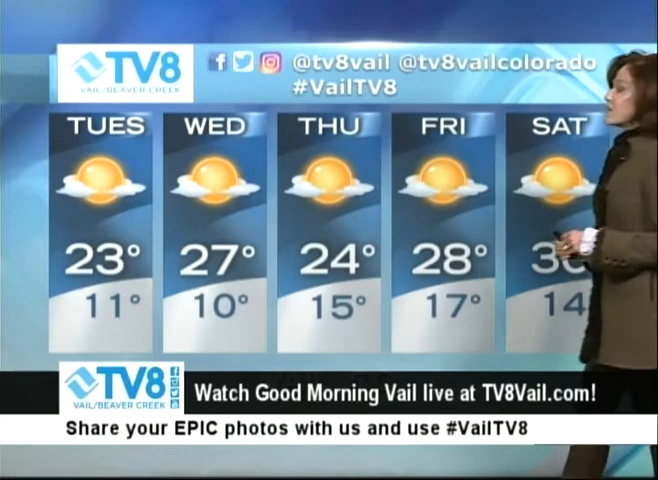 TV8
VAIL/BEAVER CREEK
@tv8vail @tv8vailcolorado
#VailTV8
TUES WED THU FRI SAT
23° 27° 24° 28°
11° 10° 15° 17° 14
TV8
VAIL/BEAVER CREEK
Watch Good Morning Vail live at TV8Vail.com!
Share your EPIC photos with us and use #VailTV8